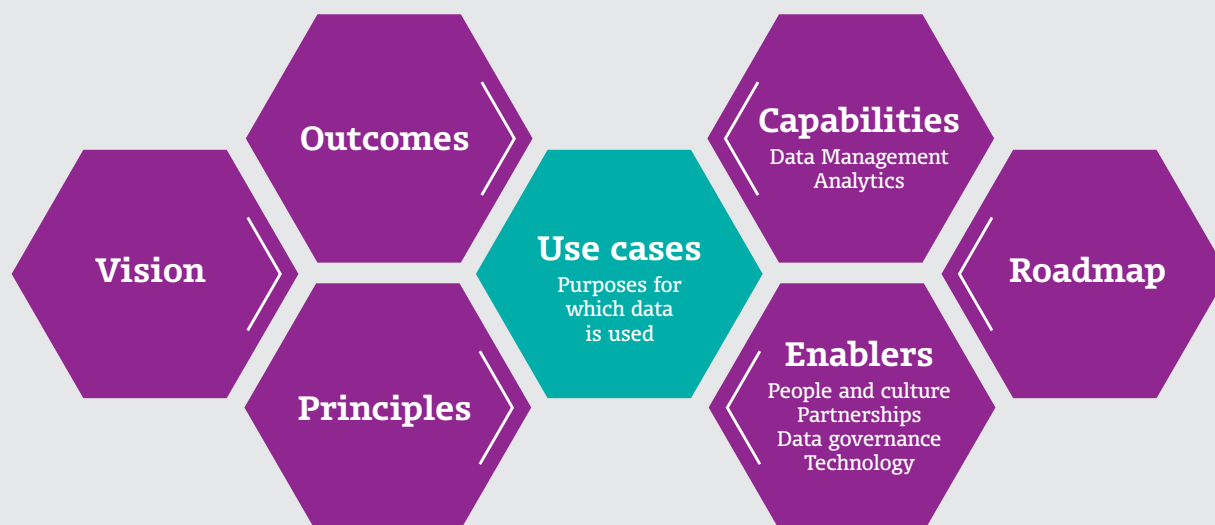 Vision
Outcomes
Principles
Use cases
Purposes for
which data
is used
Capabilities
Data Management
Analytics
Enablers
People and culture
Partnerships
Data governance
Technology
Roadmap